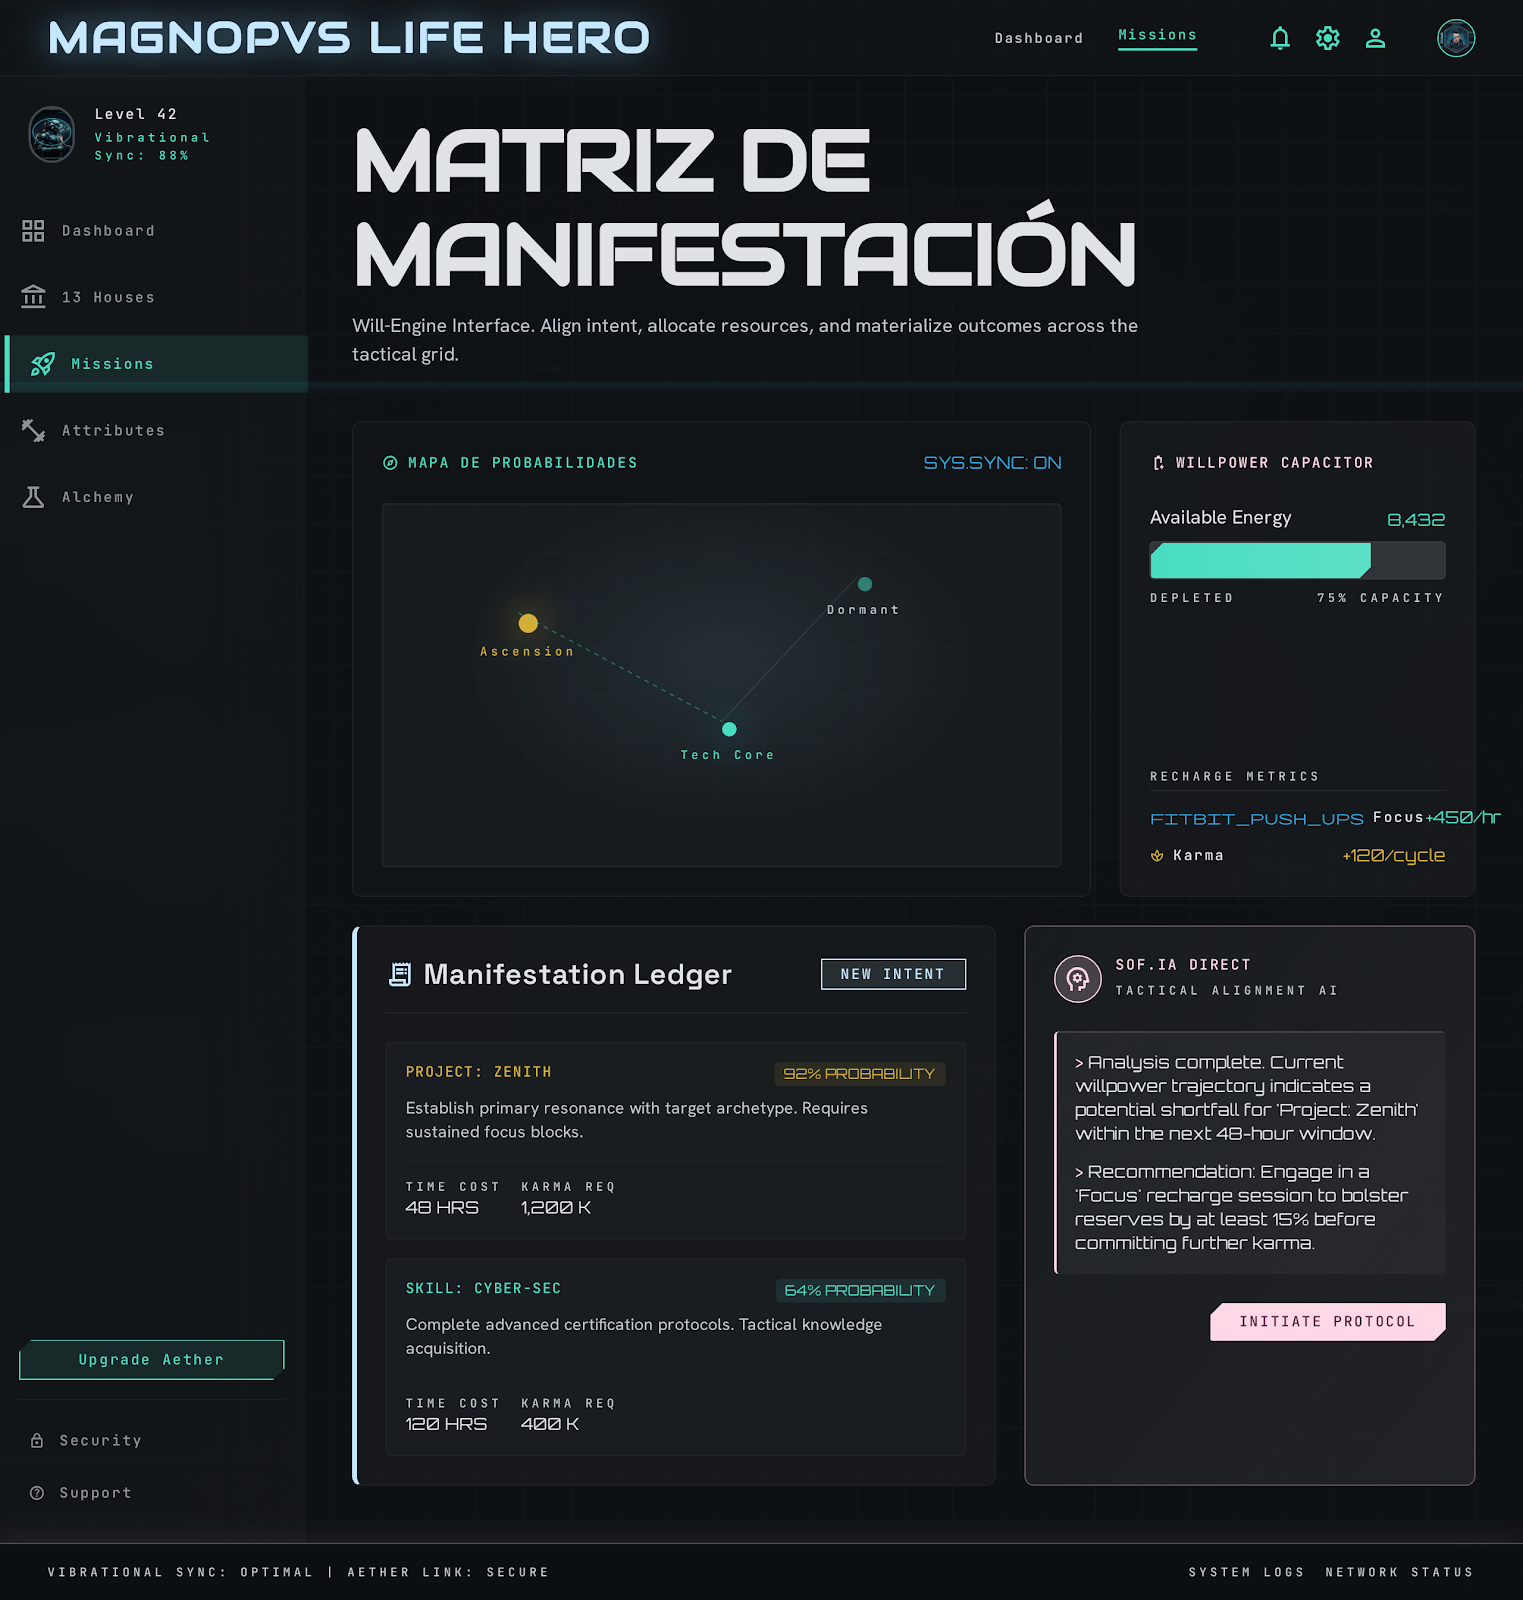 MAGNOPVS LIFE HERO
Dashboard
Missions
Level 42
Vibrational
Sync: 88%
Dashboard
13 Houses
Missions
Attributes
Alchemy
Upgrade Aether
Security
Support
MATRIZ DE
MANIFESTACIÓN
Will-Engine Interface. Align intent, allocate resources, and materialize outcomes across the
tactical grid.
MAPA DE PROBABILIDADES
SYS.SYNC: ON
Ascension
Dormant
Tech Core
WILLPOWER CAPACITOR
Available Energy
8,432
DEPLETED
75% CAPACITY
RECHARGE METRICS
FITBIT_PUSH_UPS Focus +450/hr
Karma +120/cycle
Manifestation Ledger
NEW INTENT
PROJECT: ZENITH
92% PROBABILITY
Establish primary resonance with target archetype. Requires
sustained focus blocks.
TIME COST KARMA REQ
48 HRS 1,200 K
SKILL: CYBER-SEC
64% PROBABILITY
Complete advanced certification protocols. Tactical knowledge
acquisition.
TIME COST KARMA REQ
120 HRS 400 K
SOF.IA DIRECT
TACTICAL ALIGNMENT AI
> Analysis complete. Current
willpower trajectory indicates a
potential shortfall for 'Project: Zenith'
within the next 48-hour window.
> Recommendation: Engage in a
'Focus' recharge session to bolster
reserves by at least 15% before
committing further karma.
INITIATE PROTOCOL
VIBRATIONAL SYNC: OPTIMAL | AETHER LINK: SECURE
SYSTEM LOGS NETWORK STATUS